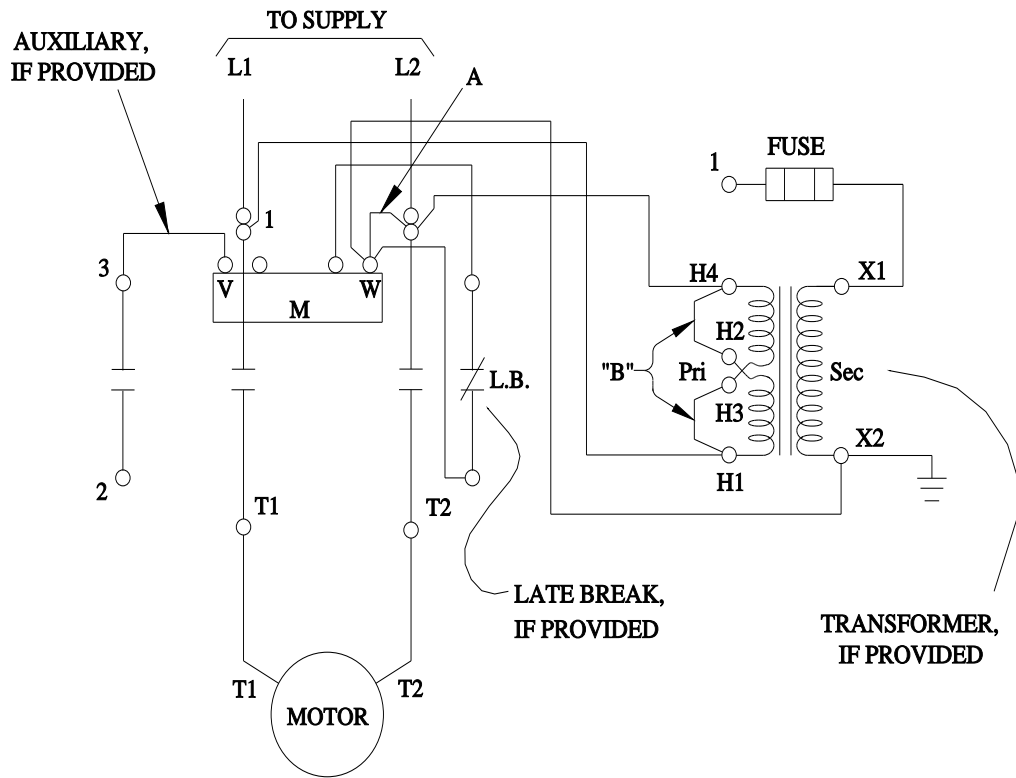 TO SUPPLY
AUXILIARY,
IF PROVIDED
L1
L2
A
FUSE
1
1
3
V
W
M
H4
X1
H2
"B"
Pri
Sec
L.B.
H3
X2
H1
2
T1
T2
LATE BREAK,
IF PROVIDED
TRANSFORMER,
IF PROVIDED
T1
T2
MOTOR